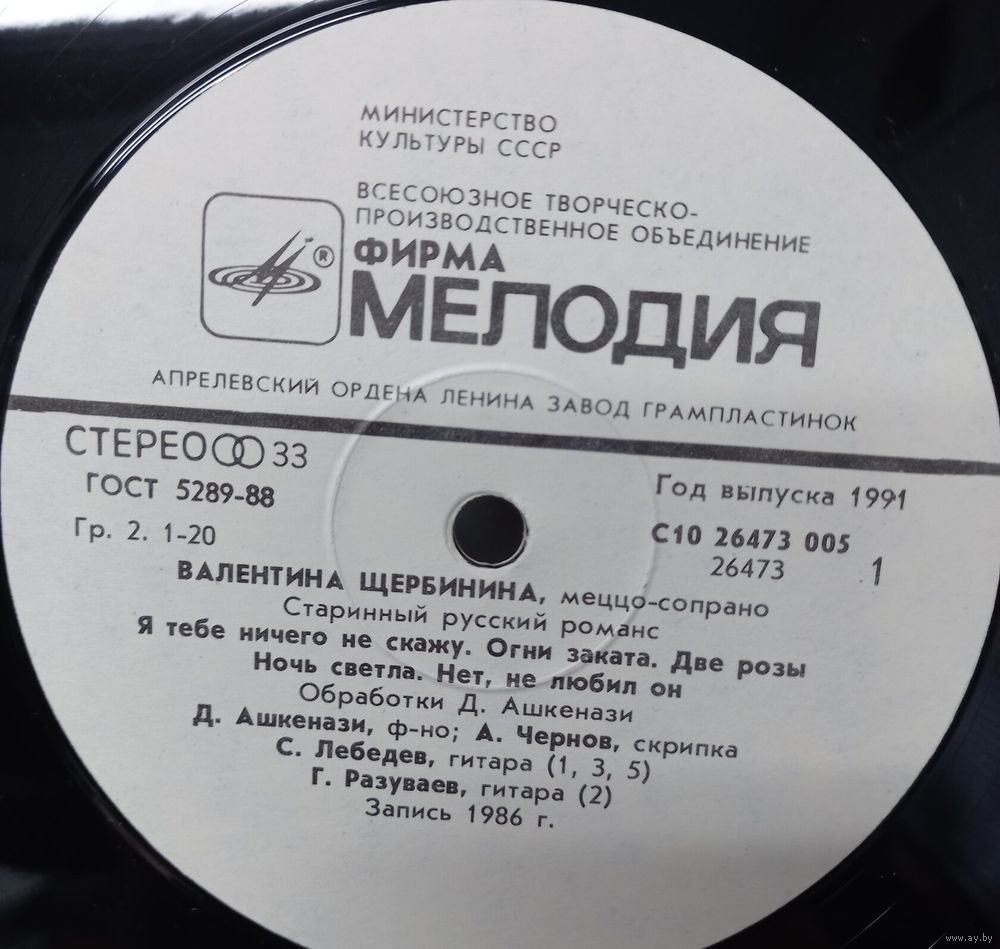 МИНИСТЕРСТВО
КУЛЬТУРЫ СССР
ВСЕСОЮЗНОЕ ТВОРЧЕСКО-
ПРОИЗВОДСТВЕННОЕ ОБЪЕДИНЕНИЕ
ФИРМА
®
МЕЛОДИЯ
АПРЕЛЕВСКИЙ ОРДЕНА ЛЕНИНА ЗАВОД ГРАМПЛАСТИНОК
СТЕРЕО 33
ГОСТ 5289-88
Гр. 2. 1-20
Год выпуска 1991
С10 26473 005
26473 1
ВАЛЕНТИНА ЩЕРБИНИНА, меццо-сопрано
Старинный русский романс
Я тебе ничего не скажу. Огни заката. Две розы
Ночь светла. Нет, не любил он
Обработки Д. Ашкенази
Д. Ашкенази, ф-но; А. Чернов, скрипка
С. Лебедев, гитара (1, 3, 5)
Г. Разуваев, гитара (2)
Запись 1986 г.
www.ay.by